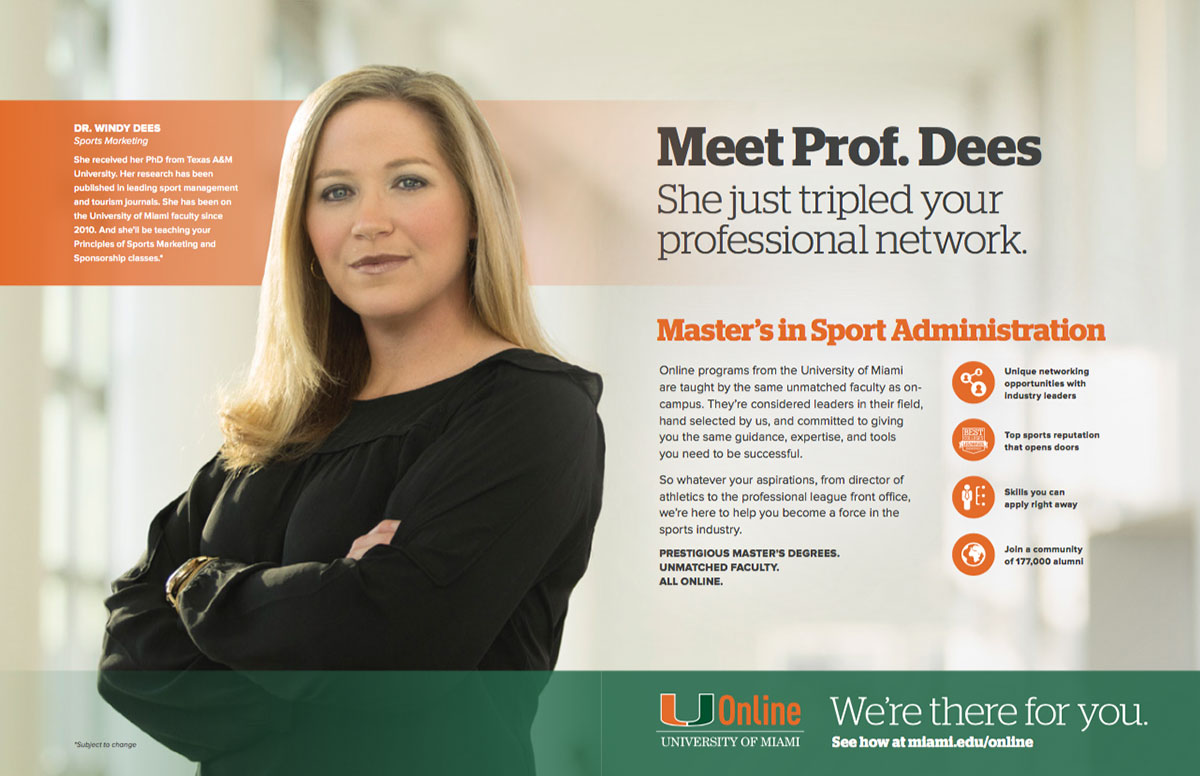 DR. WINDY DEES
Sports Marketing
She received her PhD from Texas A&M
University. Her research has been
published in leading sport management
and tourism journals. She has been on
the University of Miami faculty since
2010. And she'll be teaching your
Principles of Sports Marketing and
Sponsorship classes.*
Meet Prof. Dees
She just tripled your
professional network.
Master's in Sport Administration
Online programs from the University of Miami
are taught by the same unmatched faculty as on-
campus. They're considered leaders in their field,
hand selected by us, and committed to giving
you the same guidance, expertise, and tools
you need to be successful.
So whatever your aspirations, from director of
athletics to the professional league front office,
we're here to help you become a force in the
sports industry.
PRESTIGIOUS MASTER'S DEGREES.
UNMATCHED FACULTY.
ALL ONLINE.
Unique networking
opportunities with
industry leaders
BEST
Top sports reputation
that opens doors
Skills you can
apply right away
Join a community
of 177,000 alumni
*Subject to change
U Online
UNIVERSITY OF MIAMI
We're there for you.
See how at miami.edu/online